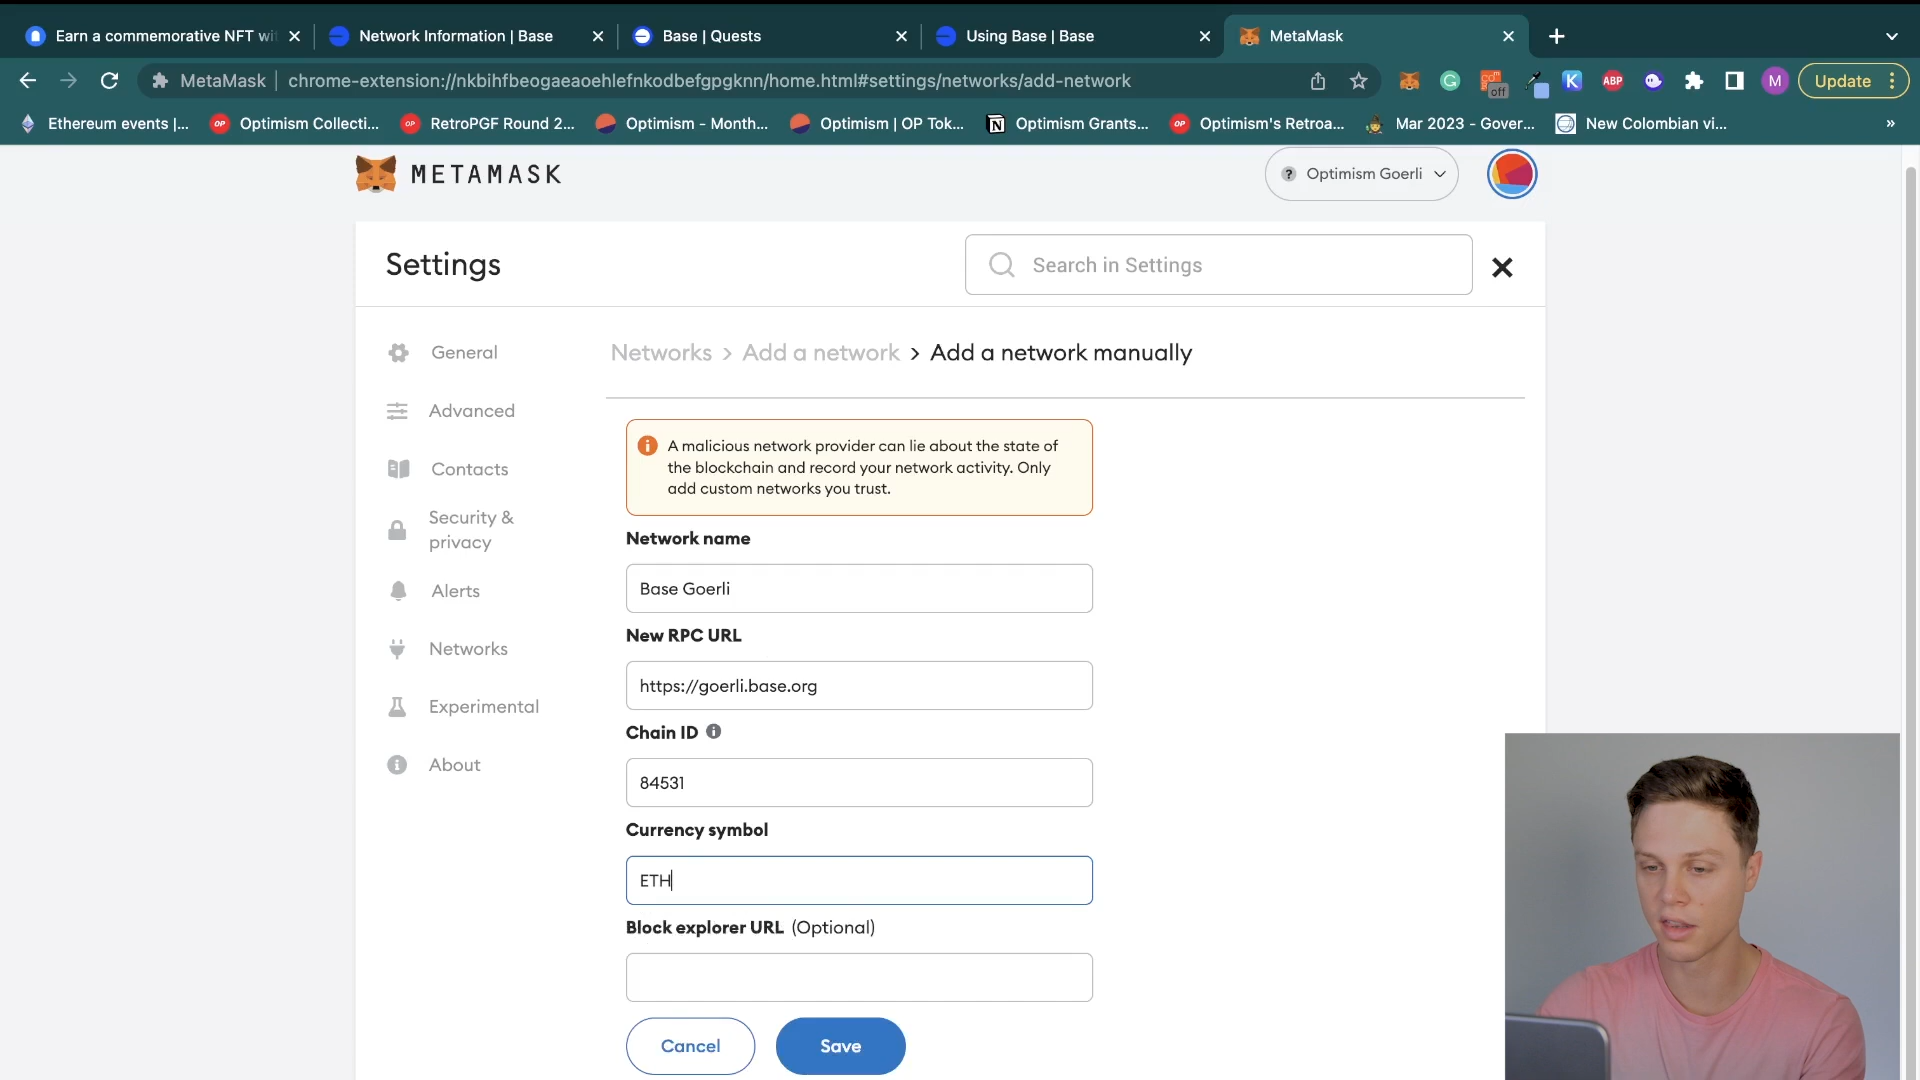 Earn a commemorative NFT wi
Network Information | Base
Base | Quests
Using Base | Base
MetaMask
MetaMask
chrome-extension://nkbihfbeogaeaoehlefnkodbefgpgknn/home.html#settings/networks/add-network
off
K
ABP
M
Update
Ethereum events |...
OP
Optimism Collecti...
OP
RetroPGF Round 2...
Optimism - Month...
Optimism | OP Tok...
Optimism Grants...
OP
Optimism's Retroa...
Mar 2023 - Gover...
New Colombian vi...
METAMASK
Optimism Goerli
Settings
Search in Settings
General
Advanced
Contacts
Security &
privacy
Alerts
Networks
Experimental
About
Networks > Add a network > Add a network manually
A malicious network provider can lie about the state of
the blockchain and record your network activity. Only
add custom networks you trust.
Network name
Base Goerli
New RPC URL
https://goerli.base.org
Chain ID
84531
Currency symbol
ETH
Block explorer URL (Optional)
Cancel
Save